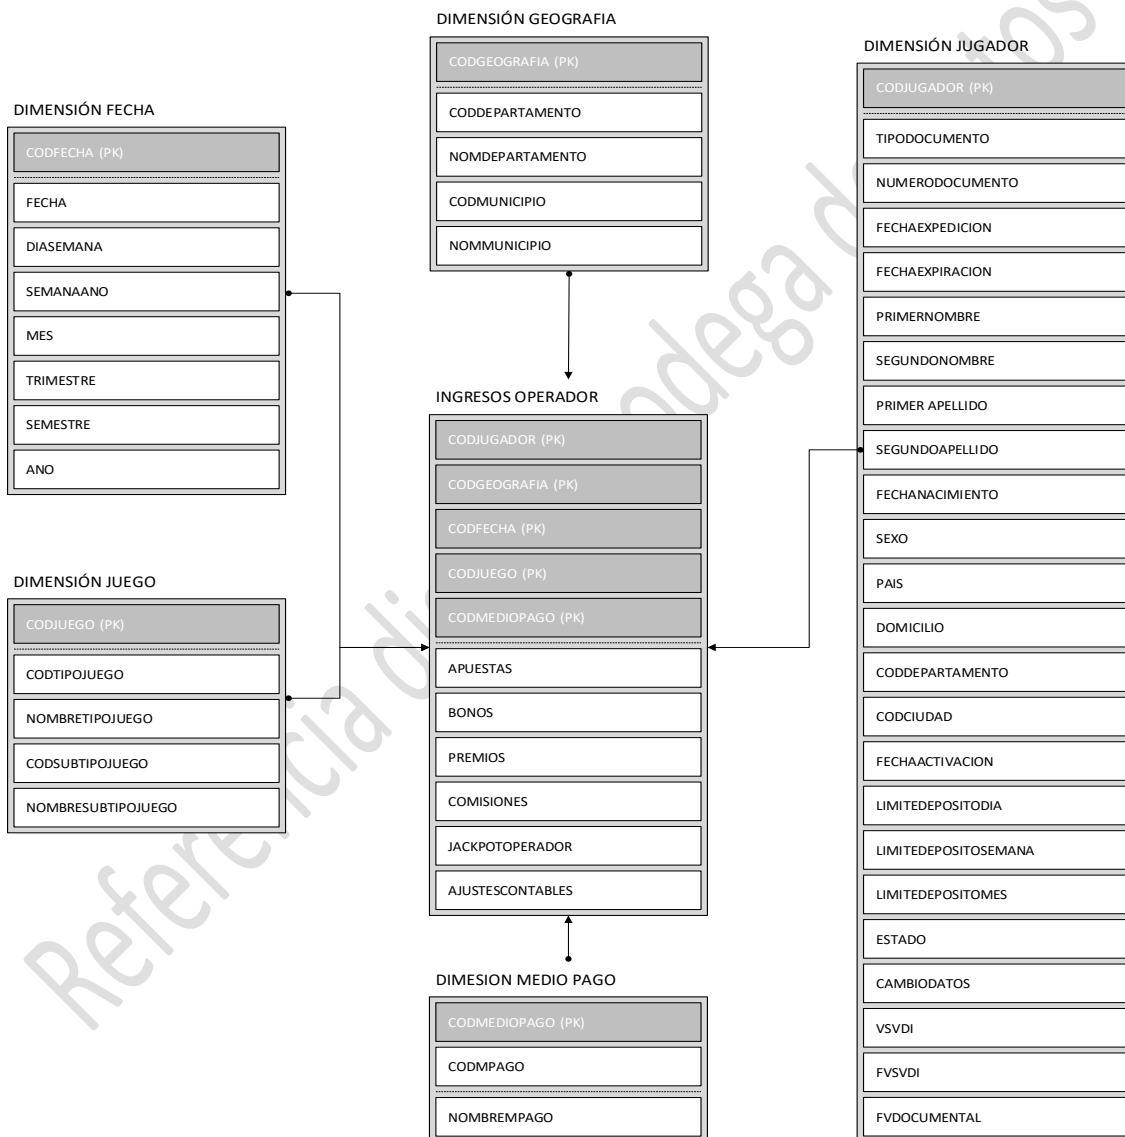 DIMENSIÓN GEOGRAFIA
CODGEOGRAFIA (PK)
CODDEPARTAMENTO
NOMDEPARTAMENTO
CODMUNICIPIO
NOMMUNICIPIO
DIMENSIÓN JUGADOR
CODJUGADOR (PK)
TIPODOCUMENTO
NUMERODOCUMENTO
FECHAEXPEDICION
FECHAEXPIRACION
PRIMERNOMBRE
SEGUNDONOMBRE
PRIMER APELLIDO
SEGUNDOAPELLIDO
FECHANACIMIENTO
SEXO
PAIS
DOMICILIO
CODDEPARTAMENTO
CODCIUDAD
FECHAACTIVACION
LIMITEDEPOSITODIA
LIMITEDEPOSITOSEMANA
LIMITEDEPOSITOMES
ESTADO
CAMBIODATOS
VSVDI
FVSVDI
FVDOCUMENTAL
DIMENSIÓN FECHA
CODFECHA (PK)
FECHA
DIASEMANA
SEMANAANO
MES
TRIMESTRE
SEMESTRE
ANO
DIMENSIÓN JUEGO
CODJUEGO (PK)
CODTIPOJUEGO
NOMBRETIPOJUEGO
CODSUBTIPOJUEGO
NOMBRESUBTIPOJUEGO
INGRESOS OPERADOR
CODJUGADOR (PK)
CODGEOGRAFIA (PK)
CODFECHA (PK)
CODJUEGO (PK)
CODMEDIOPAGO (PK)
APUESTAS
BONOS
PREMIOS
COMISIONES
JACKPOTOPERADOR
AJUSTESCONTABLES
DIMESION MEDIO PAGO
CODMEDIOPAGO (PK)
CODMPAGO
NOMBREMPAGO
Referencia